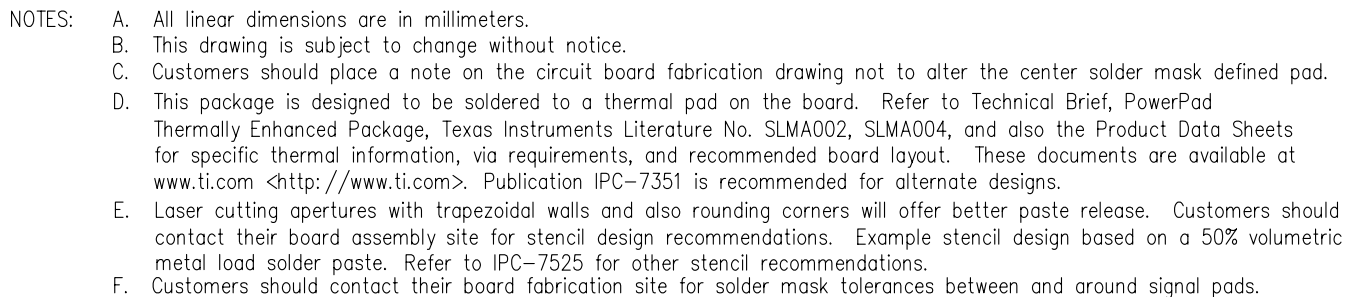 NOTES: A. All linear dimensions are in millimeters.
B. This drawing is subject to change without notice.
C. Customers should place a note on the circuit board fabrication drawing not to alter the center solder mask defined pad.
D. This package is designed to be soldered to a thermal pad on the board. Refer to Technical Brief, PowerPad
Thermally Enhanced Package, Texas Instruments Literature No. SLMA002, SLMA004, and also the Product Data Sheets
for specific thermal information, via requirements, and recommended board layout. These documents are available at
www.ti.com <http://www.ti.com>. Publication IPC-7351 is recommended for alternate designs.
E. Laser cutting apertures with trapezoidal walls and also rounding corners will offer better paste release. Customers should
contact their board assembly site for stencil design recommendations. Example stencil design based on a 50% volumetric
metal load solder paste. Refer to IPC-7525 for other stencil recommendations.
F. Customers should contact their board fabrication site for solder mask tolerances between and around signal pads.